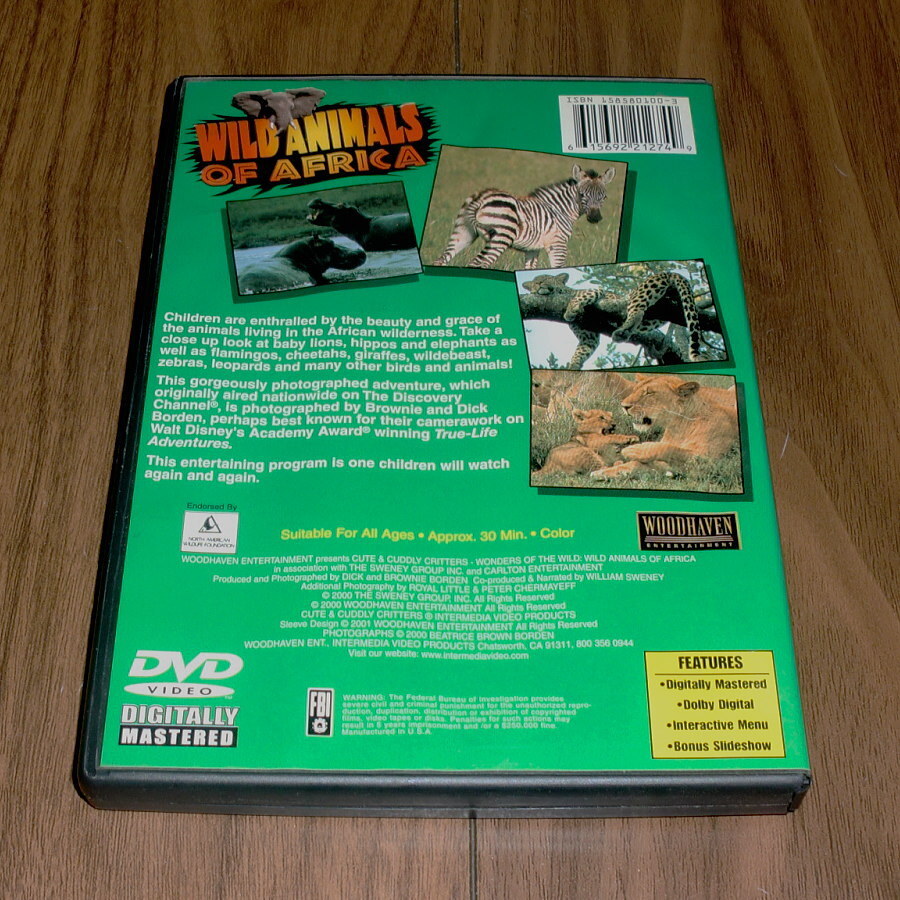 WILD ANIMALS
OF AFRICA
ISBN 158580100-3
6 15692 21274 9
Children are enthralled by the beauty and grace of
the animals living in the African wilderness. Take a
close up look at baby lions, hippos and elephants as
well as flamingos, cheetahs, giraffes, wildebeast,
zebras, leopards and many other birds and animals!
This gorgeously photographed adventure, which
originally aired nationwide on The Discovery
Channel®, is photographed by Brownie and Dick
Borden, perhaps best known for their camerawork on
Walt Disney's Academy Award® winning True-Life
Adventures.
This entertaining program is one children will watch
again and again.
Endorsed By
NORTH AMERICAN
WILDLIFE FOUNDATION
Suitable For All Ages • Approx. 30 Min. • Color
WOODHAVEN
ENTERTAINMENT
WOODHAVEN ENTERTAINMENT presents CUTE & CUDDLY CRITTERS - WONDERS OF THE WILD: WILD ANIMALS OF AFRICA
in association with THE SWENEY GROUP INC. and CARLTON ENTERTAINMENT
Produced and Photographed by DICK and BROWNIE BORDEN Co-produced & Narrated by WILLIAM SWENEY
Additional Photography by ROYAL LITTLE & PETER CHERMAYEFF
© 2000 THE SWENEY GROUP, INC. All Rights Reserved
© 2000 WOODHAVEN ENTERTAINMENT All Rights Reserved
CUTE & CUDDLY CRITTERS ® INTERMEDIA VIDEO PRODUCTS
Sleeve Design © 2001 WOODHAVEN ENTERTAINMENT All Rights Reserved
PHOTOGRAPHS © 2000 BEATRICE BROWN BORDEN
WOODHAVEN ENT., INTERMEDIA VIDEO PRODUCTS Chatsworth, CA 91311, 800 356 0944
Visit our website: www.intermediavideo.com
DVD
VIDEO™
DIGITALLY
MASTERED
FBI
WARNING: The Federal Bureau of investigation provides
severe civil and criminal punishment for the unauthorized repro-
duction, duplication, distribution or exhibition of copyrighted
films, video tapes or disks. Penalties for such actions may
result in 5 years imprisonment and /or a $250,000 fine.
Manufactured in U.S.A.
FEATURES
•Digitally Mastered
•Dolby Digital
•Interactive Menu
•Bonus Slideshow